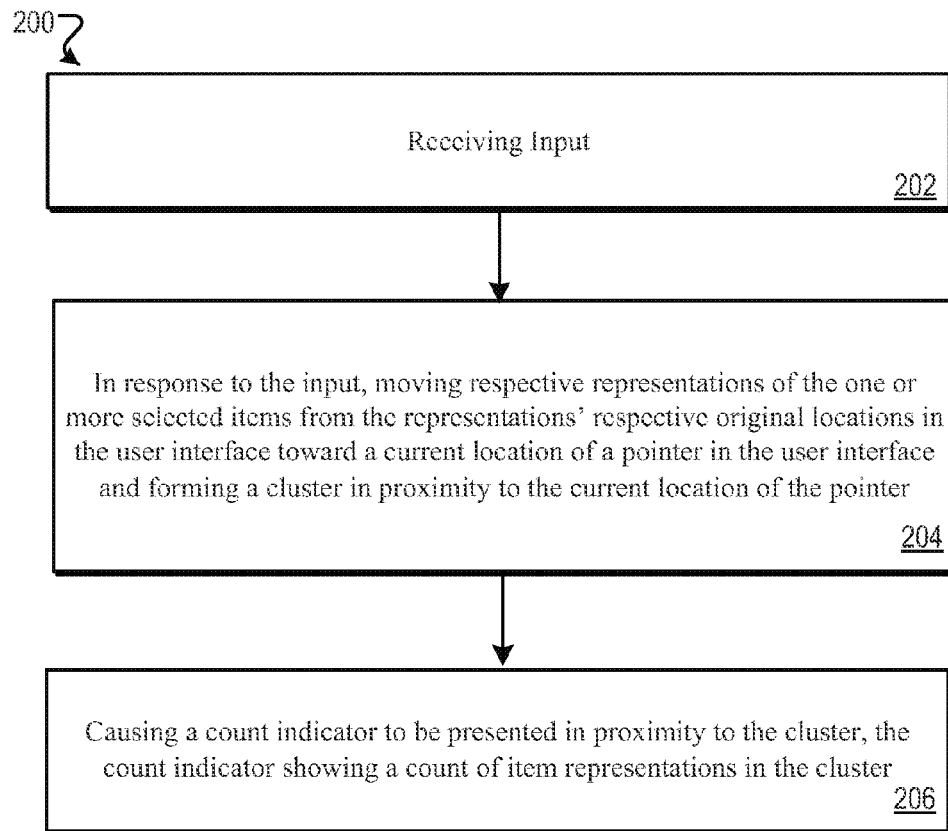 200
Receiving Input
202
In response to the input, moving respective representations of the one or
more selected items from the representations’ respective original locations in
the user interface toward a current location of a pointer in the user interface
and forming a cluster in proximity to the current location of the pointer
204
Causing a count indicator to be presented in proximity to the cluster, the
count indicator showing a count of item representations in the cluster
206